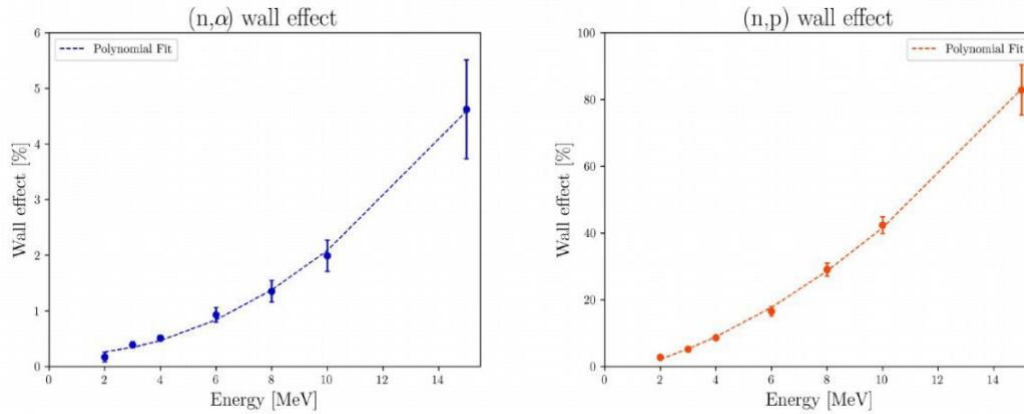 (n,α) wall effect
Polynomial Fit
Wall effect [%]
6
5
4
3
2
1
0
0 2 4 6 8 10 12 14
Energy [MeV]
(n,p) wall effect
Polynomial Fit
Wall effect [%]
100
80
60
40
20
0
0 2 4 6 8 10 12 14
Energy [MeV]